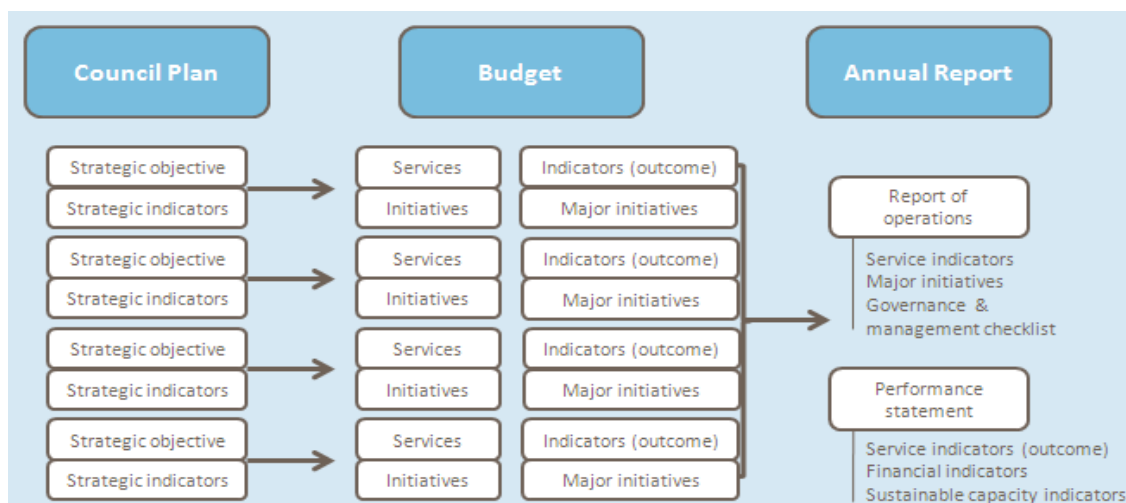 Council Plan
Budget
Annual Report
Strategic objective
Strategic indicators
Services
Initiatives
Indicators (outcome)
Major initiatives
Strategic objective
Strategic indicators
Services
Initiatives
Indicators (outcome)
Major initiatives
Strategic objective
Strategic indicators
Services
Initiatives
Indicators (outcome)
Major initiatives
Strategic objective
Strategic indicators
Services
Initiatives
Indicators (outcome)
Major initiatives
Report of
operations
Service indicators
Major initiatives
Governance &
management checklist
Performance
statement
Service indicators (outcome)
Financial indicators
Sustainable capacity indicators